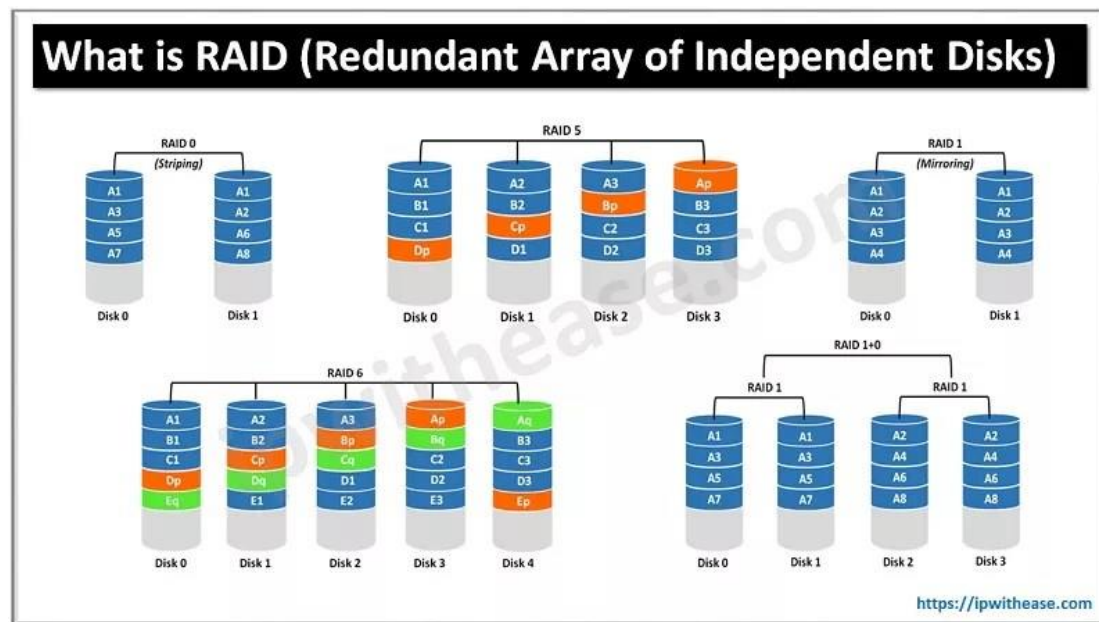 What is RAID (Redundant Array of Independent Disks)
RAID 0
(Striping)
A1 A1
A3 A2
A5 A6
A7 A8
Disk 0 Disk 1
RAID 5
A1 A2 A3 Ap
B1 B2 Bp B3
C1 Cp C2 C3
Dp D1 D2 D3
Disk 0 Disk 1 Disk 2 Disk 3
RAID 1
(Mirroring)
A1 A1
A2 A2
A3 A3
A4 A4
Disk 0 Disk 1
RAID 6
A1 A2 A3 Ap Aq
B1 B2 Bp Bq B3
C1 Cp Cq C2 C3
Dp Dq D1 D2 D3
Eq E1 E2 E3 Ep
Disk 0 Disk 1 Disk 2 Disk 3 Disk 4
RAID 1+0
RAID 1 RAID 1
A1 A1 A2 A2
A3 A3 A4 A4
A5 A5 A6 A6
A7 A7 A8 A8
Disk 0 Disk 1 Disk 2 Disk 3
ipwithease.com
https://ipwithease.com